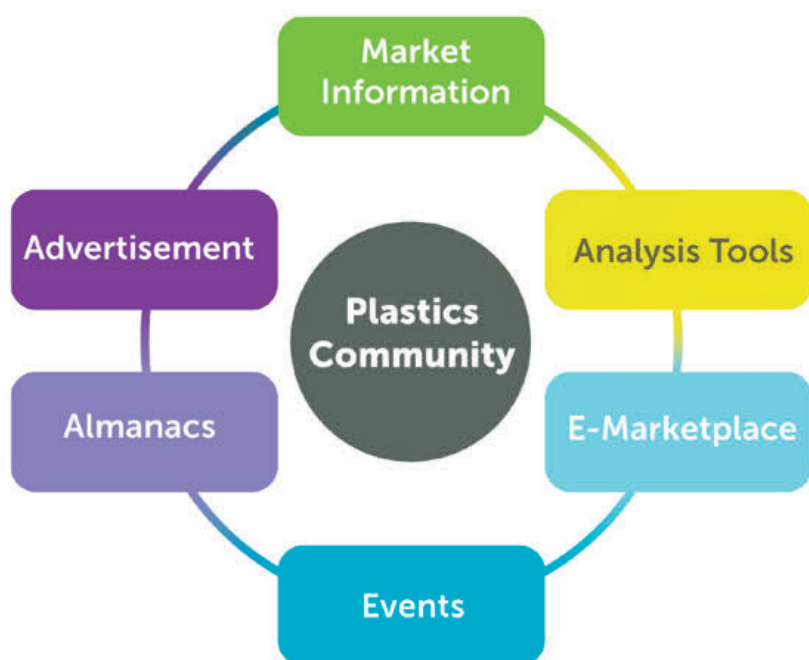 Market
Information
Advertisement
Analysis Tools
Plastics
Community
Almanacs
E-Marketplace
Events